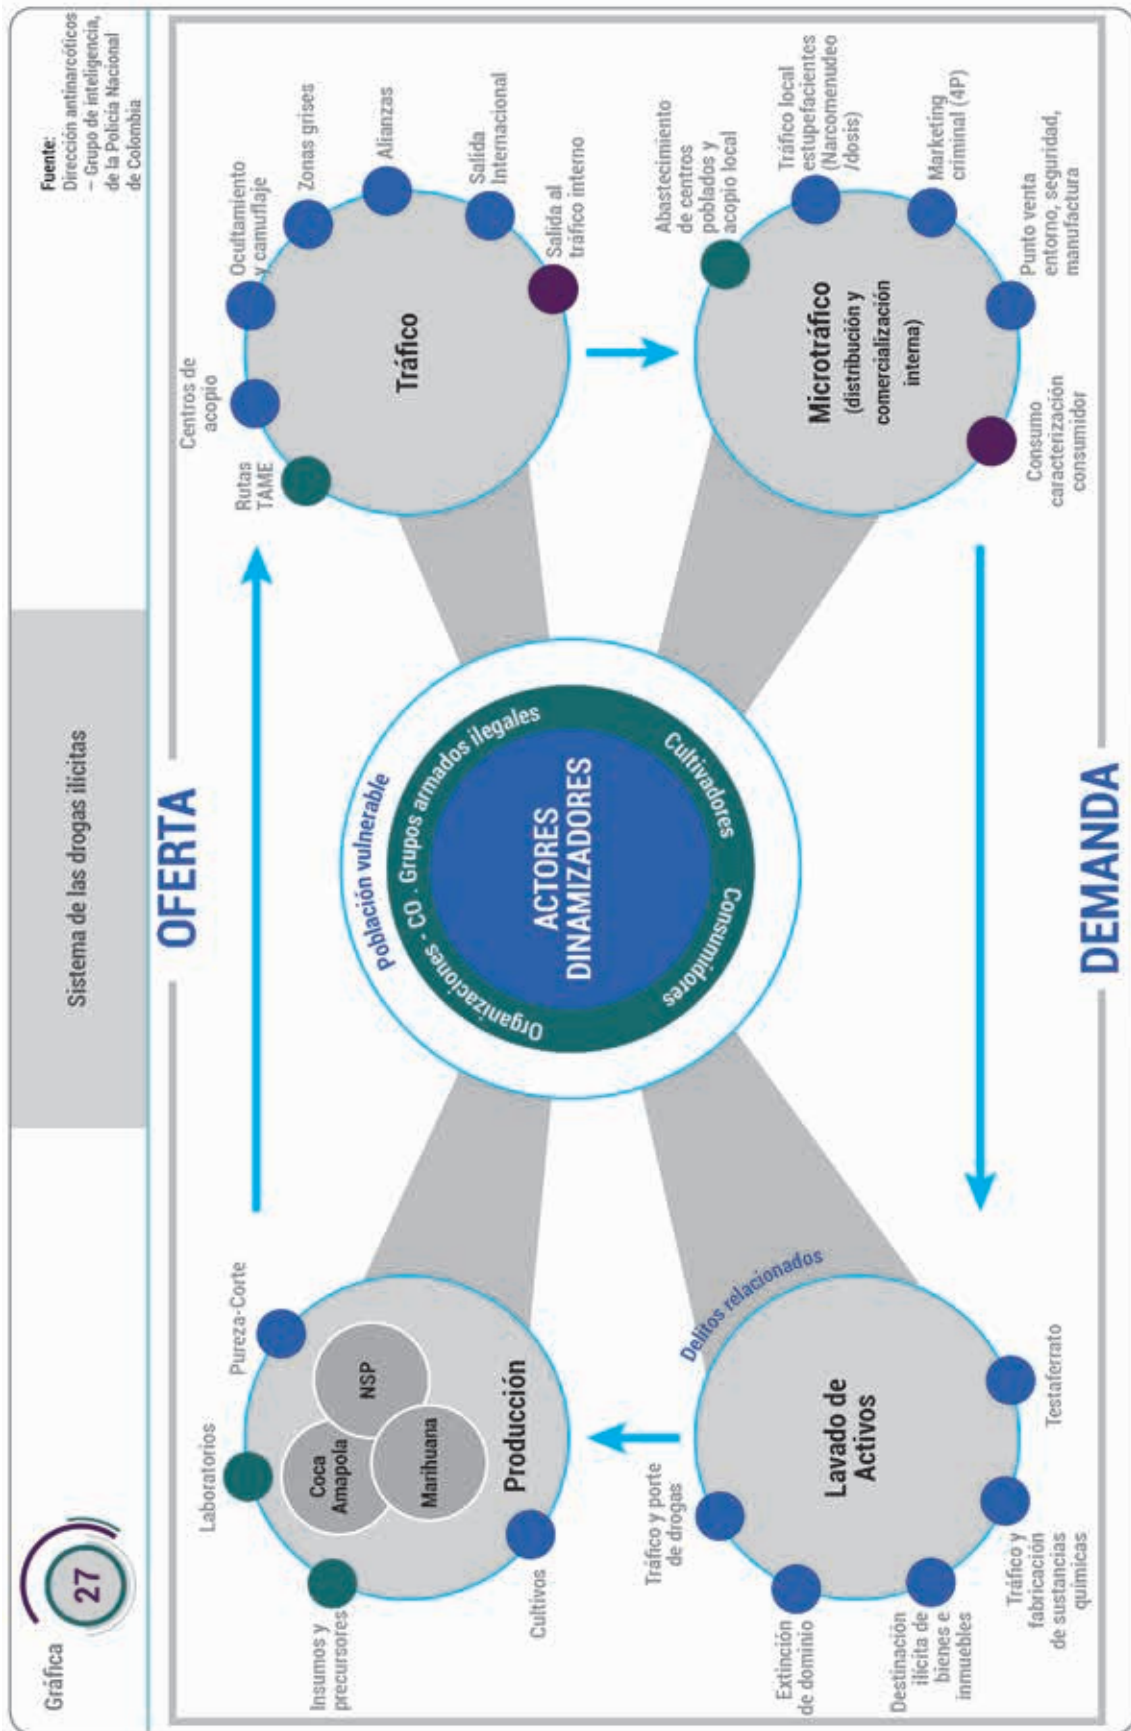 Gráfica
27
Sistema de las drogas ilícitas
Fuente:
Dirección antinarcóticos
– Grupo de inteligencia,
de la Policía Nacional
de Colombia
OFERTA
Insumos y
precursores
Laboratorios
Pureza-Corte
Coca
Amapola
NSP
Marihuana
Producción
Cultivos
Rutas
TAME
Centros de
acopio
Ocultamiento
y camuflaje
Zonas grises
Alianzas
Salida
Internacional
Salida al
tráfico interno
Tráfico
Población vulnerable
Organizaciones - CO . Grupos armados ilegales
Cultivadores
Consumidores
ACTORES
DINAMIZADORES
Delitos relacionados
Tráfico y porte
de drogas
Extinción
de dominio
Destinación
ilícita de
bienes e
inmuebles
Tráfico y
fabricación
de sustancias
químicas
Testaferrato
Lavado de
Activos
Abastecimiento
de centros
poblados y
acopio local
Tráfico local
estupefacientes
(Narcomenudeo
/dosis)
Marketing
criminal (4P)
Punto venta
entorno, seguridad,
manufactura
Consumo
caracterización
consumidor
Microtráfico
(distribución y
comercialización
interna)
DEMANDA